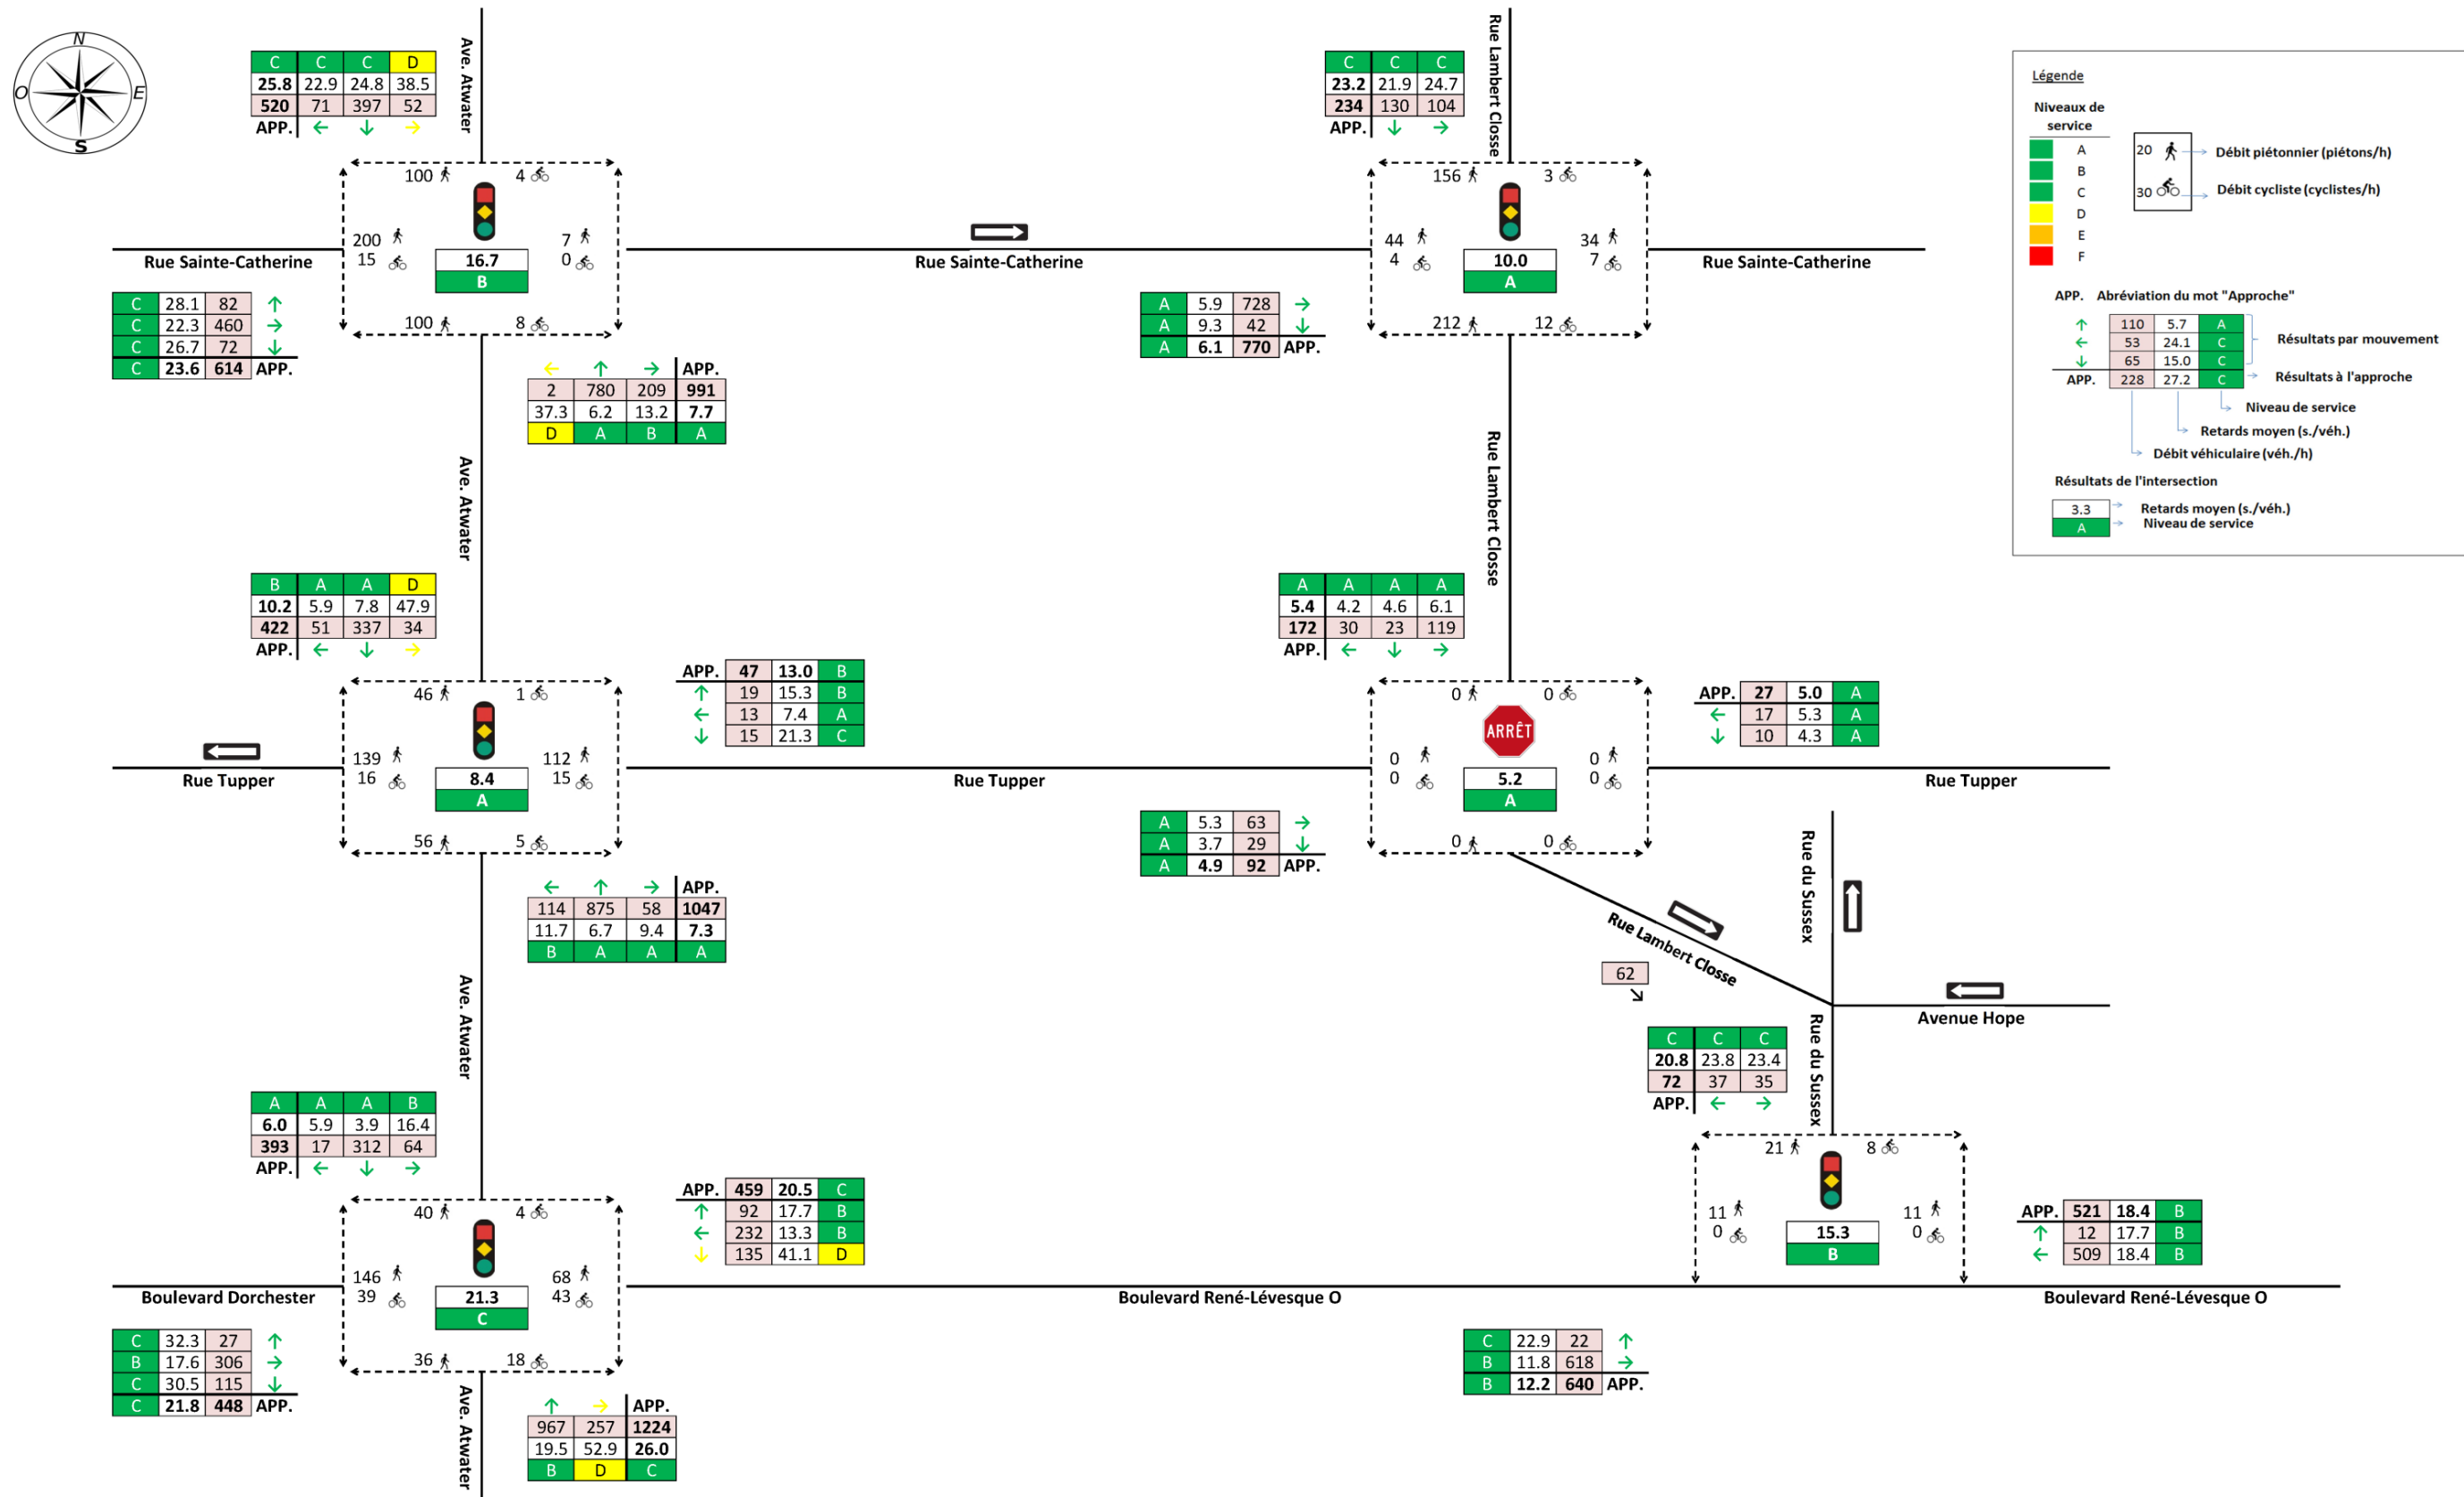 N
O
E
S
Ave. Atwater
C C C D
25.8 22.9 24.8 38.5
520 71 397 52
APP. ← ↓ →
100 4
200 7
15 0
16.7
B
100 8
Rue Sainte-Catherine
Rue Sainte-Catherine
C 28.1 82 ↑
C 22.3 460 →
C 26.7 72 ↓
C 23.6 614 APP.
← ↑ → APP.
2 780 209 991
37.3 6.2 13.2 7.7
D A B A
Rue Lambert Closse
C C C
23.2 21.9 24.7
234 130 104
APP. ↓ →
156 3
44 34
4 7
10.0
A
212 12
Rue Sainte-Catherine
A 5.9 728 →
A 9.3 42 ↓
A 6.1 770 APP.
Légende
Niveaux de
service
A
B
C
D
E
F
20 Débit piétonnier (piétons/h)
30 Débit cycliste (cyclistes/h)
APP. Abréviation du mot "Approche"
↑ 110 5.7 A
← 53 24.1 C
↓ 65 15.0 C
APP. 228 27.2 C
Résultats par mouvement
Résultats à l'approche
Niveau de service
Retards moyen (s./véh.)
Débit véhiculaire (véh./h)
Résultats de l'intersection
3.3 Retards moyen (s./véh.)
A Niveau de service
Ave. Atwater
Rue Lambert Closse
B A A D
10.2 5.9 7.8 47.9
422 51 337 34
APP. ← ↓ →
APP. 47 13.0 B
↑ 19 15.3 B
← 13 7.4 A
↓ 15 21.3 C
46 1
139 112
16 15
8.4
A
56 5
Rue Tupper
Rue Tupper
← ↑ → APP.
114 875 58 1047
11.7 6.7 9.4 7.3
B A A A
A A A A
5.4 4.2 4.6 6.1
172 30 23 119
APP. ← ↓ →
APP. 27 5.0 A
← 17 5.3 A
↓ 10 4.3 A
0 0
ARRÊT
0 0
0 0
5.2
A
0 0
Rue Tupper
A 5.3 63 →
A 3.7 29 ↓
A 4.9 92 APP.
Rue du Sussex
Rue Lambert Closse
62
Avenue Hope
Rue du Sussex
C C C
20.8 23.8 23.4
72 37 35
APP. ← →
Ave. Atwater
A A A B
6.0 5.9 3.9 16.4
393 17 312 64
APP. ← ↓ →
APP. 459 20.5 C
↑ 92 17.7 B
← 232 13.3 B
↓ 135 41.1 D
40 4
146 68
39 43
21.3
C
36 18
Boulevard Dorchester
Boulevard René-Lévesque O
C 32.3 27 ↑
B 17.6 306 →
C 30.5 115 ↓
C 21.8 448 APP.
Ave. Atwater
↑ → APP.
967 257 1224
19.5 52.9 26.0
B D C
21 8
11 11
0 0
15.3
B
APP. 521 18.4 B
↑ 12 17.7 B
← 509 18.4 B
Boulevard René-Lévesque O
C 22.9 22 ↑
B 11.8 618 →
B 12.2 640 APP.